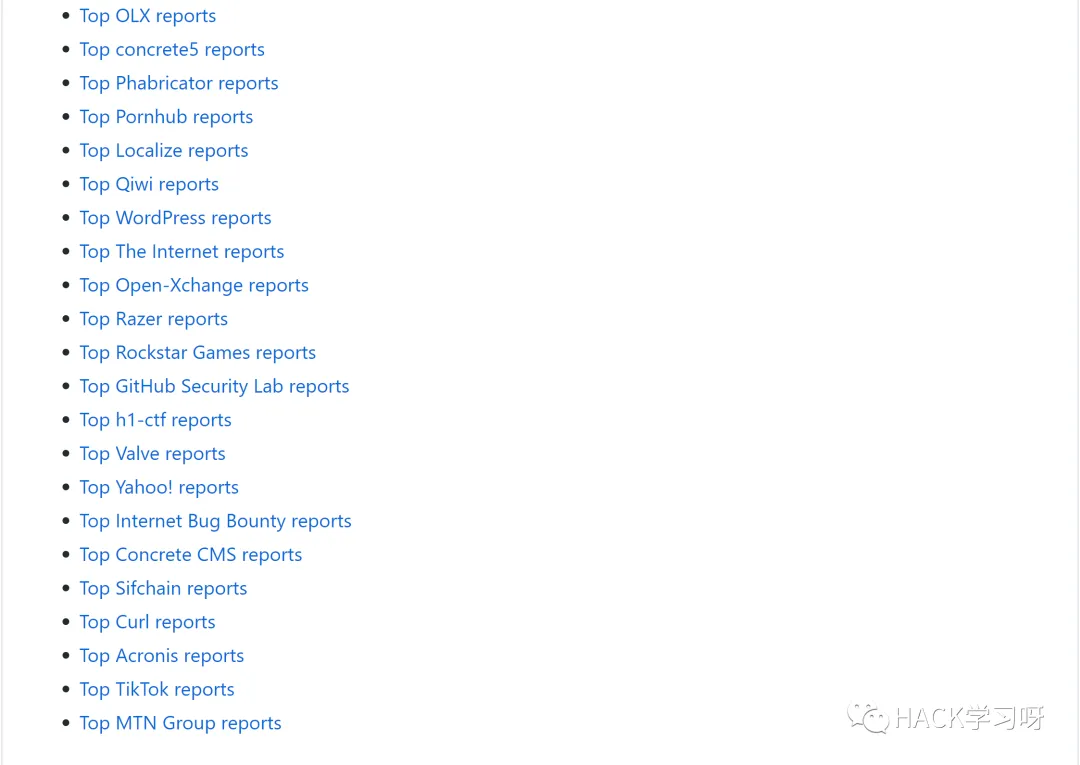 Top OLX reports
Top concrete5 reports
Top Phabricator reports
Top Pornhub reports
Top Localize reports
Top Qiwi reports
Top WordPress reports
Top The Internet reports
Top Open-Xchange reports
Top Razer reports
Top Rockstar Games reports
Top GitHub Security Lab reports
Top h1-ctf reports
Top Valve reports
Top Yahoo! reports
Top Internet Bug Bounty reports
Top Concrete CMS reports
Top Sifchain reports
Top Curl reports
Top Acronis reports
Top TikTok reports
Top MTN Group reports
HACK学习呀